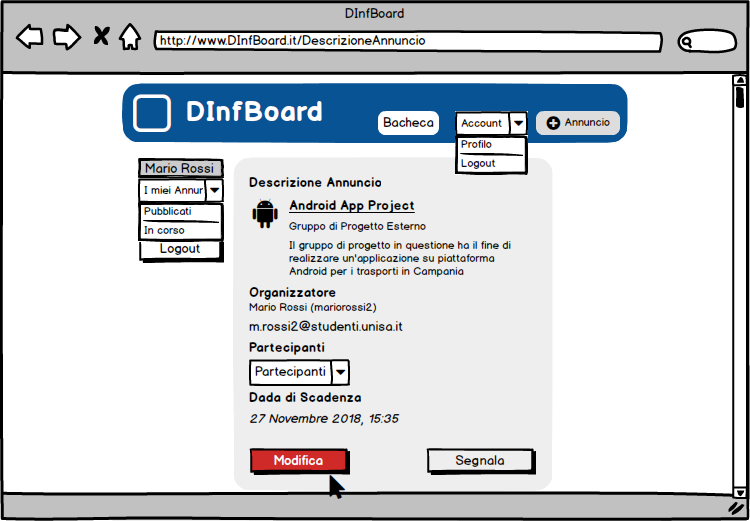 DInfBoard
http://www.DInfBoard.it/DescrizioneAnnuncio
DInfBoard
Bacheca
Account
Annuncio
Profilo
Logout
Mario Rossi
I miei Annur
Pubblicati
In corso
Logout
Descrizione Annuncio
Android App Project
Gruppo di Progetto Esterno
Il gruppo di progetto in questione ha il fine di
realizzare un'applicazione su piattaforma
Android per i trasporti in Campania
Organizzatore
Mario Rossi (mariorossi2)
m.rossi2@studenti.unisa.it
Partecipanti
Partecipanti
Dada di Scadenza
27 Novembre 2018, 15:35
Modifica
Segnala